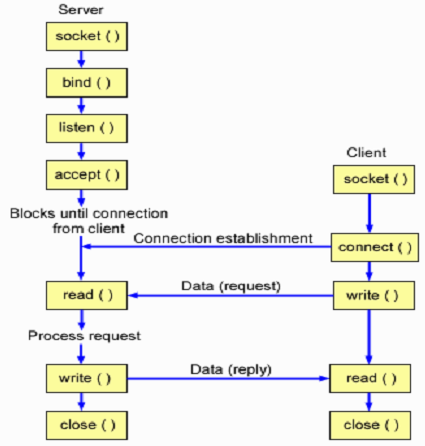 Server
socket ( )
bind ( )
listen ( )
accept ( )
Blocks until connection
from client
Client
socket ( )
Connection establishment
connect ( )
read ( )
Data (request)
write ( )
Process request
write ( )
Data (reply)
read ( )
close ( )
close ( )